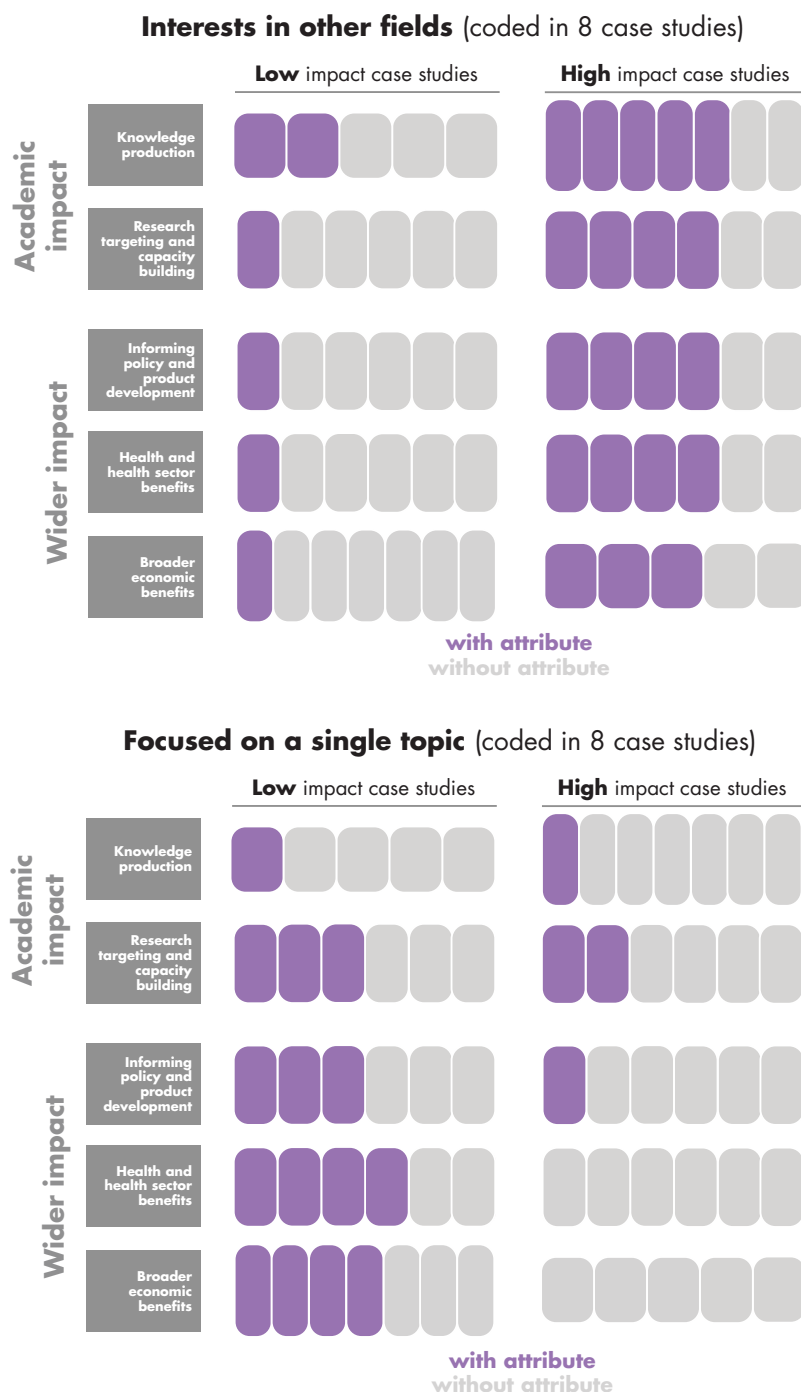 Interests in other fields (coded in 8 case studies)
Low impact case studies
High impact case studies
Academic
impact
Knowledge
production
Research
targeting and
capacity
building
Wider impact
Informing
policy and
product
development
Health and
health sector
benefits
Broader
economic
benefits
with attribute
without attribute
Focused on a single topic (coded in 8 case studies)
Low impact case studies
High impact case studies
Academic
impact
Knowledge
production
Research
targeting and
capacity
building
Wider impact
Informing
policy and
product
development
Health and
health sector
benefits
Broader
economic
benefits
with attribute
without attribute